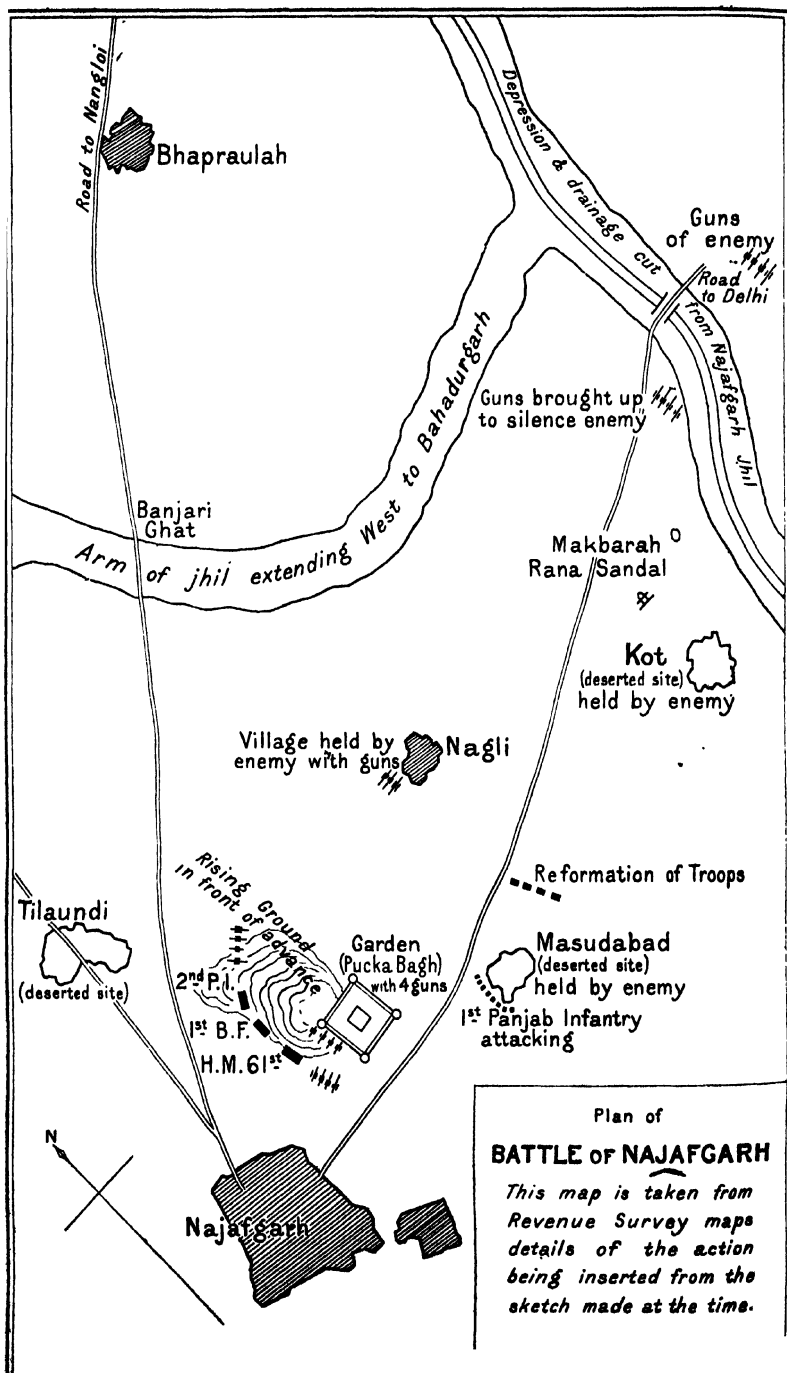 Road to Nangloi
Bhapraulah
Depression & drainage cut
from Najafgarh Jhil
Guns
of enemy
Road
to Delhi
Guns brought up
to silence enemy
Arm of jhil extending West to Bahadurgarh
Banjari
Ghat
Makbarah
Rana Sandal
Kot
(deserted site)
held by enemy
Village held by
enemy with guns
Nagli
Reformation of Troops
Rising Ground
in front of advance
Tilaundi
(deserted site)
Garden
(Pucka Bagh)
with 4 guns
Masudabad
(deserted site)
held by enemy
2nd P.I.
1st B.F.
H.M. 61st
1st Panjab Infantry
attacking
N
Najafgarh
Plan of
BATTLE OF NAJAFGARH
This map is taken from
Revenue Survey maps
details of the action
being inserted from the
sketch made at the time.